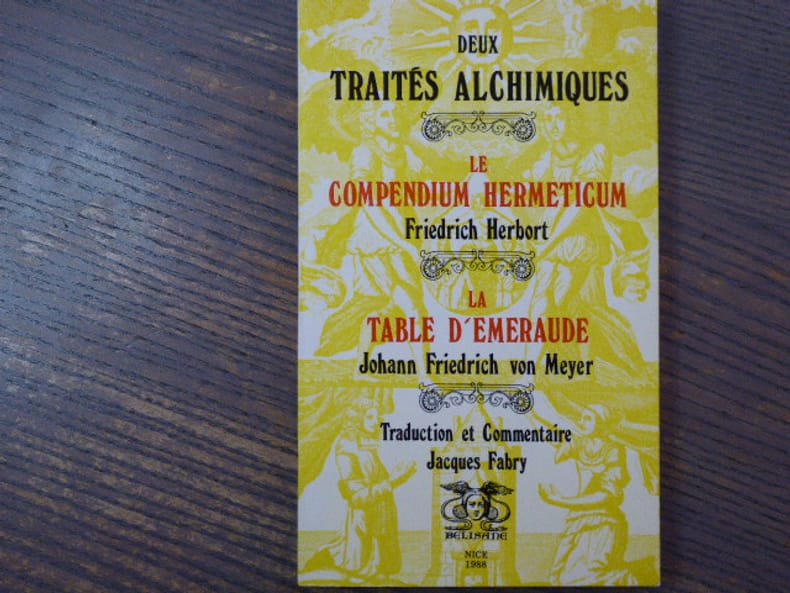 DEUX
TRAITÉS ALCHIMIQUES
LE
COMPENDIUM HERMETICUM
Friedrich Herbort
LA
TABLE D'EMERAUDE
Johann Friedrich von Meyer
Traduction et Commentaire
Jacques Fabry
BELISANE
NICE
1988